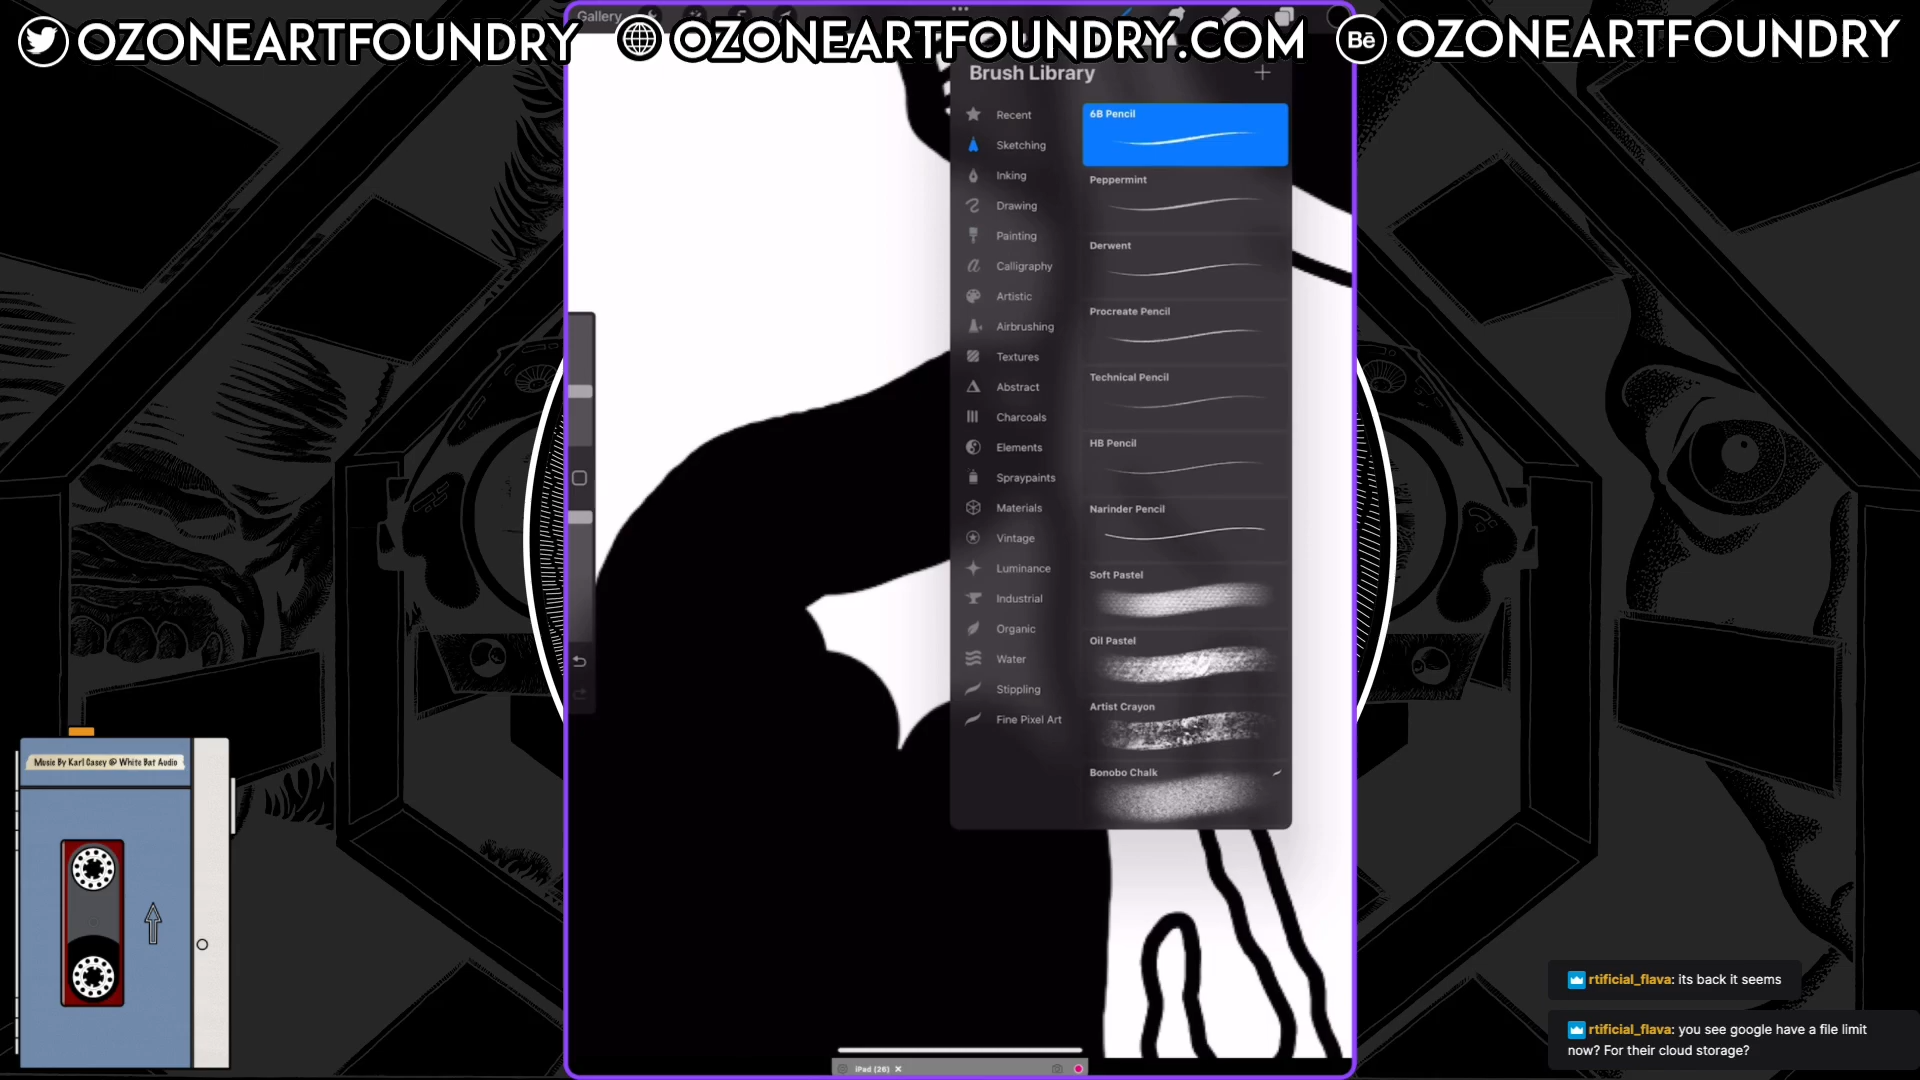 OZONEARTFOUNDRY
OZONEARTFOUNDRY.COM
Bē OZONEARTFOUNDRY
Gallery
Brush Library
Recent
Sketching
Inking
Drawing
Painting
Calligraphy
Artistic
Airbrushing
Textures
Abstract
Charcoals
Elements
Spraypaints
Materials
Vintage
Luminance
Industrial
Organic
Water
Stippling
Fine Pixel Art
6B Pencil
Peppermint
Derwent
Procreate Pencil
Technical Pencil
HB Pencil
Narinder Pencil
Soft Pastel
Oil Pastel
Artist Crayon
Bonobo Chalk
Music By Karl Casey @ White Bat Audio
rtificial_flava: its back it seems
rtificial_flava: you see google have a file limit
now? For their cloud storage?
iPad (26)